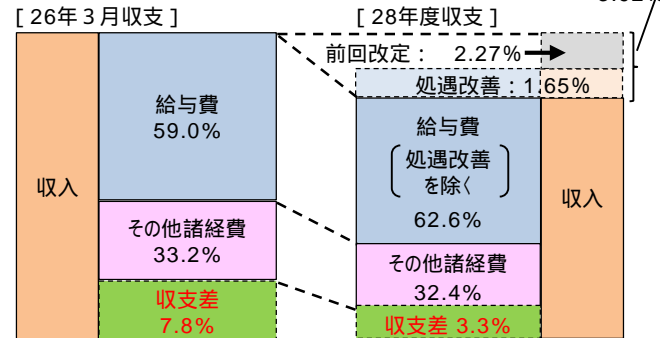 [ 26年３月収支 ]
[ 28年度収支 ]
前回改定： 2.27%
処遇改善：1.65%
収入
給与費
59.0%
その他諸経費
33.2%
収支差
7.8%
給与費
処遇改善
を除く
62.6%
その他諸経費
32.4%
収支差 3.3%
収入